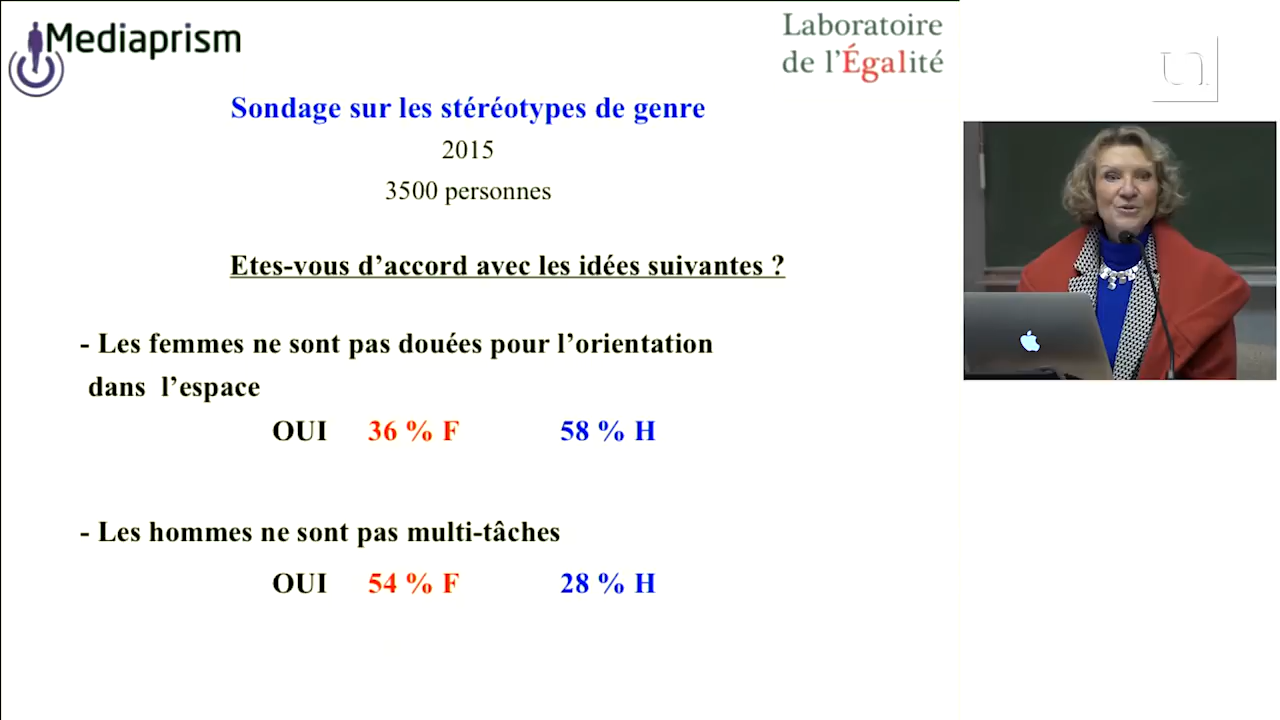 Mediaprism
Laboratoire
de l’Égalité
Sondage sur les stéréotypes de genre
2015
3500 personnes
Etes-vous d’accord avec les idées suivantes ?
- Les femmes ne sont pas douées pour l’orientation
dans l’espace
OUI 36 % F 58 % H
- Les hommes ne sont pas multi-tâches
OUI 54 % F 28 % H